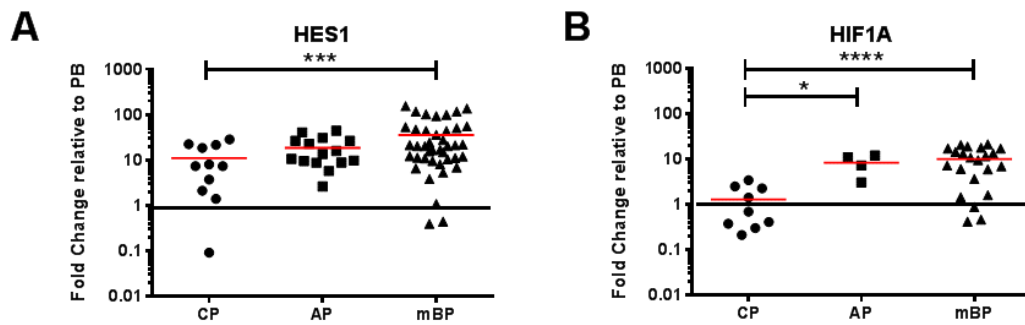 A
HES1
***
Fold Change relative to PB
1000
100
10
1
0.1
0.01
CP AP mBP
B
HIF1A
****
*
Fold Change relative to PB
1000
100
10
1
0.1
0.01
CP AP mBP